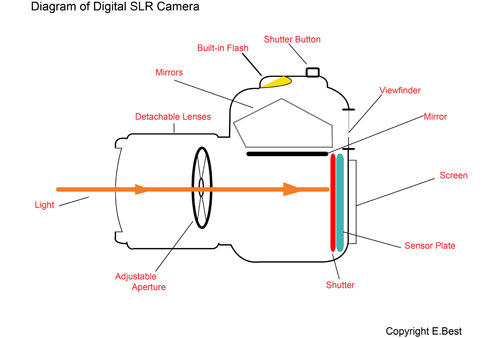 Diagram of Digital SLR Camera
Shutter Button
Built-in Flash
Mirrors
Viewfinder
Detachable Lenses
Mirror
Screen
Light
Sensor Plate
Adjustable
Aperture
Shutter
Copyright E.Best